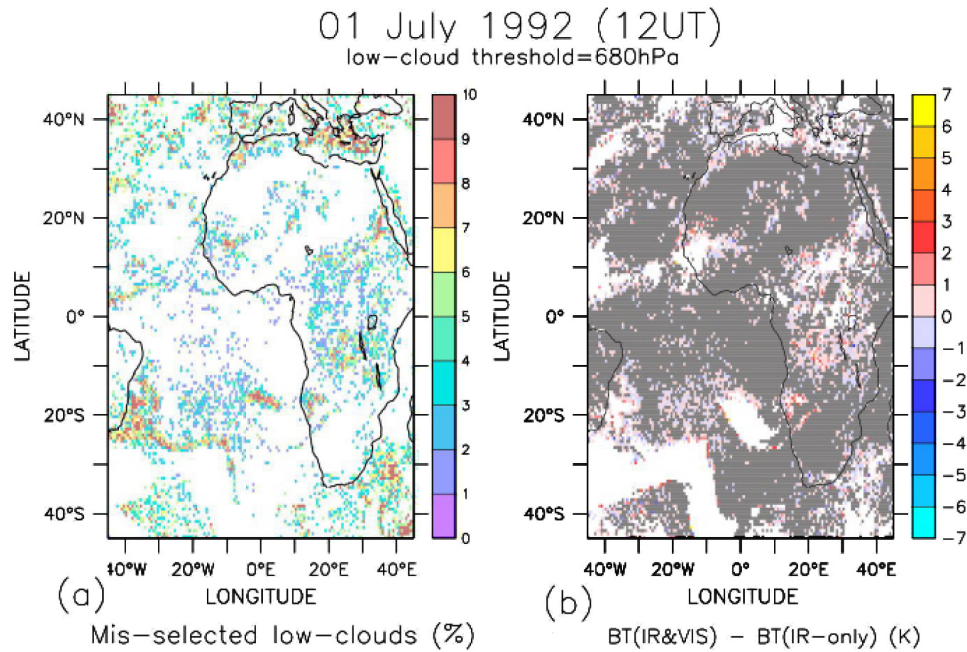 01 July 1992 (12UT)
low-cloud threshold=680hPa
40°N
20°N
0°
20°S
40°S
LATITUDE
40°W
20°W
0°E
20°E
40°E
LONGITUDE
10
9
8
7
6
5
4
3
2
1
0
(a)
Mis-selected low-clouds (%)
40°N
20°N
0°
20°S
40°S
LATITUDE
40°W
20°W
0°
20°E
40°E
LONGITUDE
7
6
5
4
3
2
1
0
-1
-2
-3
-4
-5
-6
-7
(b)
BT(IR&VIS) - BT(IR-only) (K)